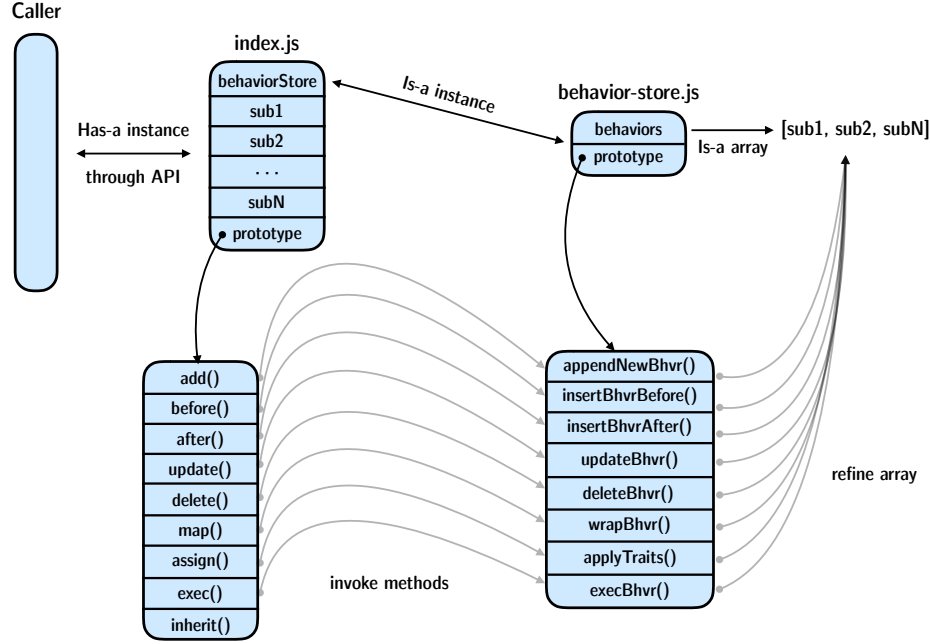 Caller
index.js
behaviorStore
sub1
sub2
...
subN
prototype
Has-a instance
through API
Is-a instance
behavior-store.js
behaviors
prototype
[sub1, sub2, subN]
Is-a array
add()
before()
after()
update()
delete()
map()
assign()
exec()
inherit()
invoke methods
appendNewBhvr()
insertBhvrBefore()
insertBhvrAfter()
updateBhvr()
deleteBhvr()
wrapBhvr()
applyTraits()
execBhvr()
refine array